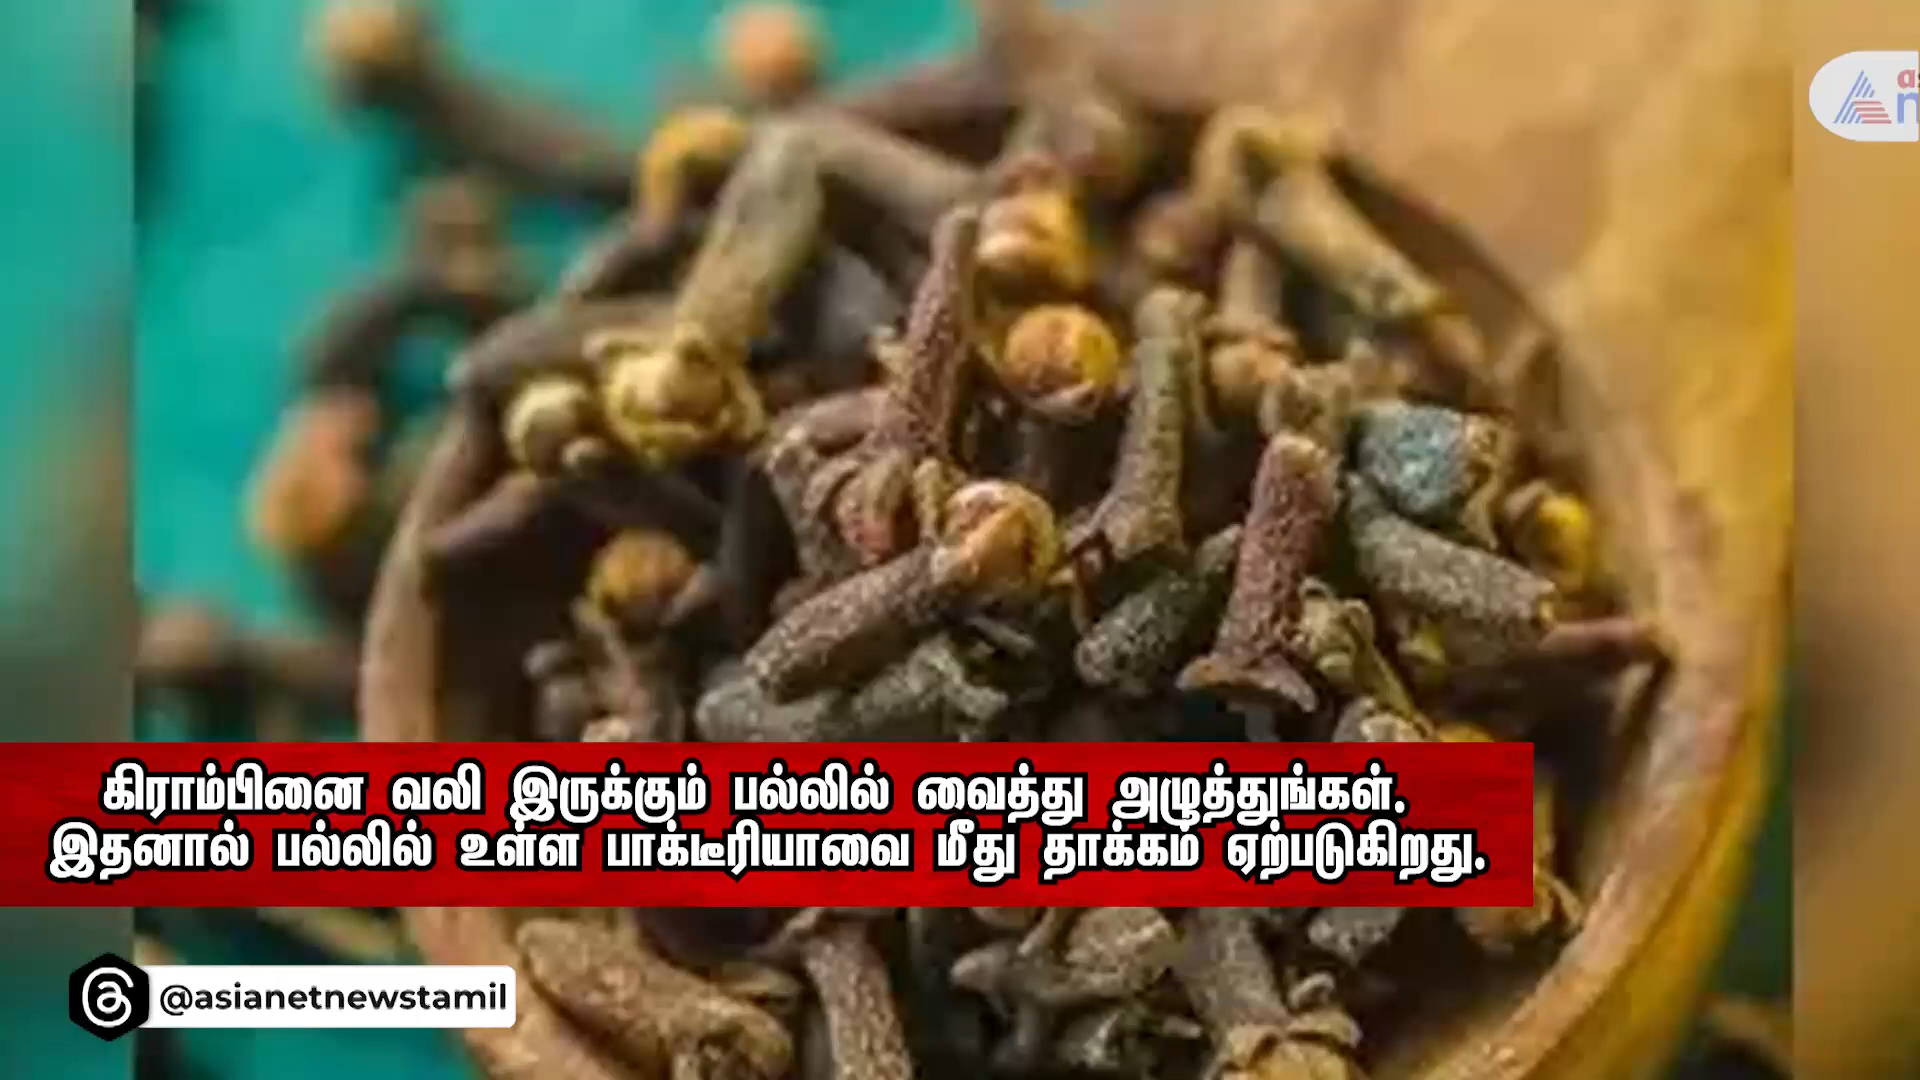 கிராம்பினை வலி இருக்கும் பல்லில் வைத்து அழுத்துங்கள்.
இதனால் பல்லில் உள்ள பாக்டீரியாவை மீது தாக்கம் ஏற்படுகிறது.
@asianetnewstamil